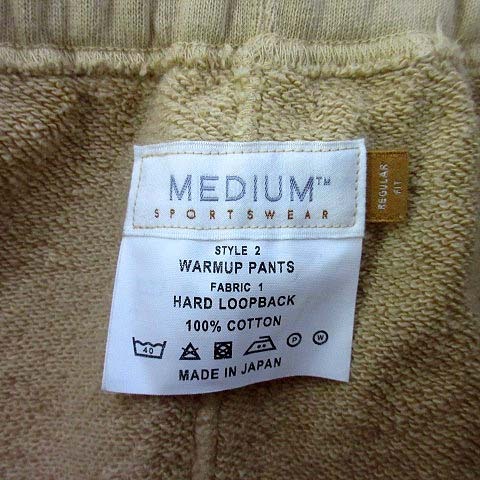 MEDIUM™
SPORTSWEAR
REGULAR
FIT
STYLE 2
WARMUP PANTS
FABRIC 1
HARD LOOPBACK
100% COTTON
40 P W
MADE IN JAPAN